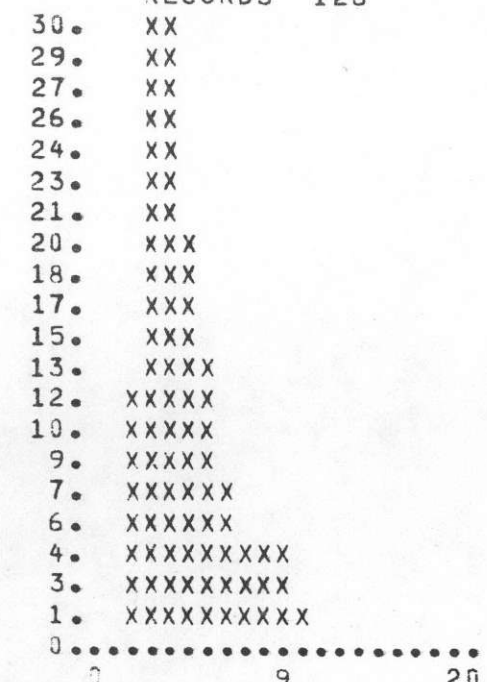 RECORDS 123
30. XX
29. XX
27. XX
26. XX
24. XX
23. XX
21. XX
20. XXX
18. XXX
17. XXX
15. XXX
13. XXXX
12. XXXXX
10. XXXXX
9. XXXXX
7. XXXXXX
6. XXXXXX
4. XXXXXXXXX
3. XXXXXXXXX
1. XXXXXXXXXX
0......................
0 9 20